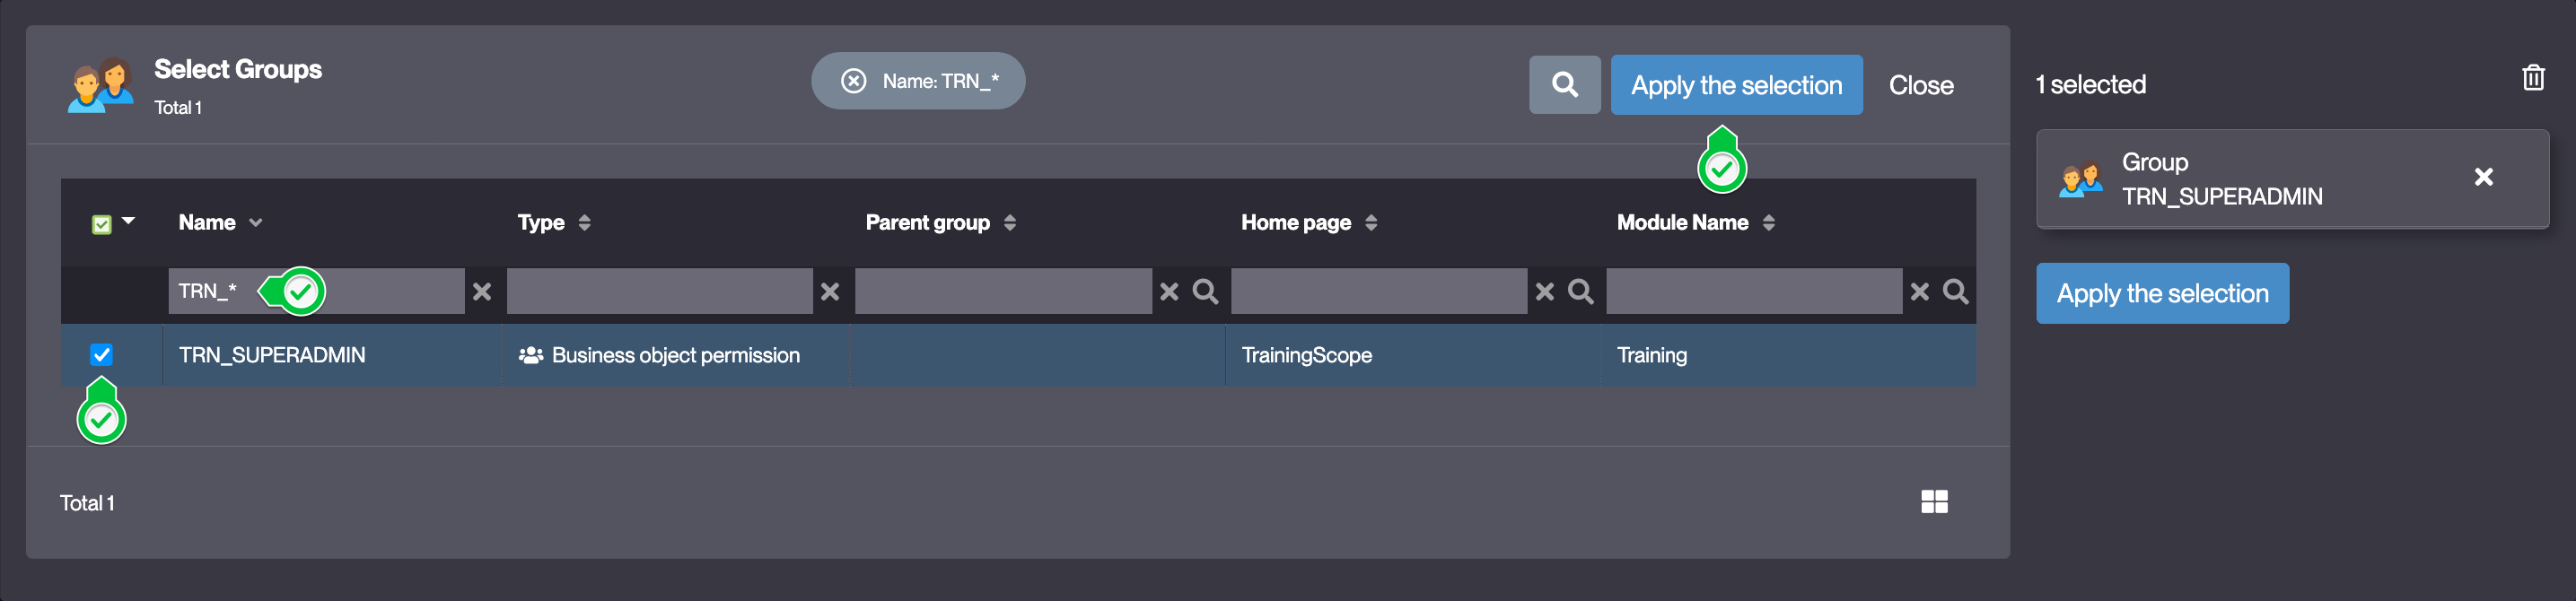 Select Groups
Total 1
Name: TRN_*
Apply the selection
Close
Name
Type
Parent group
Home page
Module Name
TRN_*
TRN_SUPERADMIN
Business object permission
TrainingScope
Training
Total 1
1 selected
Group
TRN_SUPERADMIN
Apply the selection